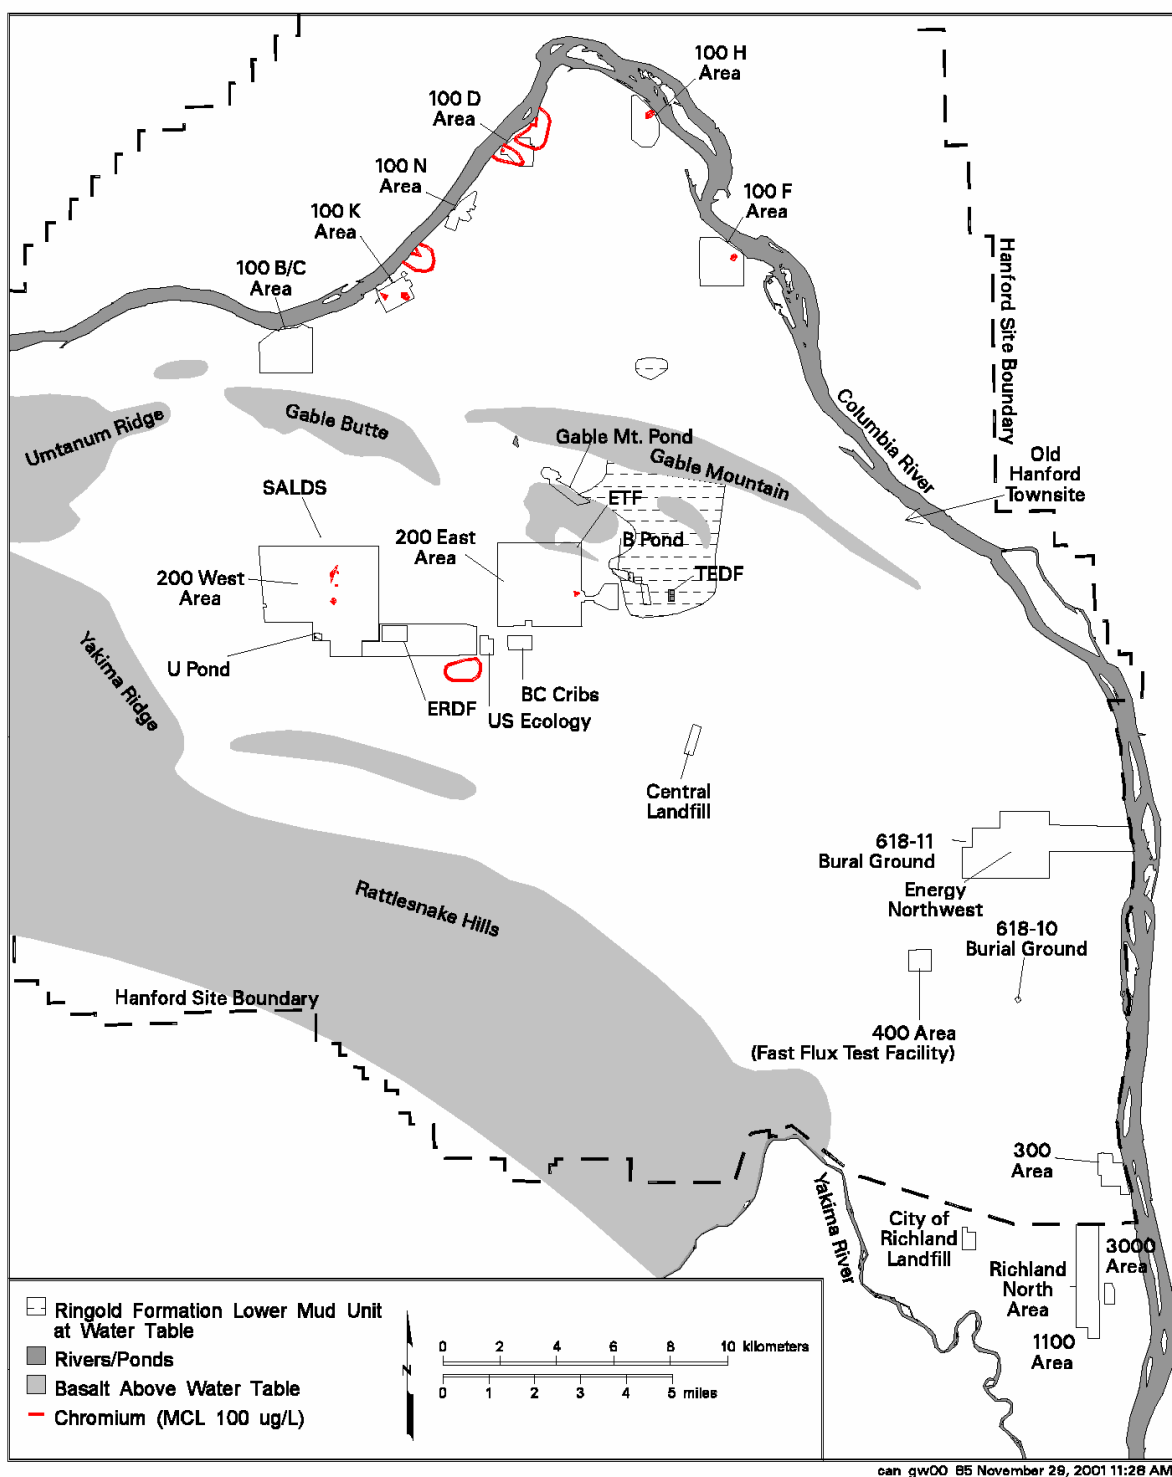 100 H
Area
100 D
Area
100 N
Area
100 K
Area
100 F
Area
100 B/C
Area
Hanford Site Boundary
Columbia River
Umtanum Ridge
Gable Butte
Gable Mt. Pond
Gable Mountain
Old
Hanford
Townsite
SALDS
ETF
200 East
Area
B Pond
200 West
Area
TEDF
U Pond
Yakima Ridge
ERDF
BC Cribs
US Ecology
Central
Landfill
618-11
Bural Ground
Energy
Northwest
Rattlesnake Hills
618-10
Burial Ground
Hanford Site Boundary
400 Area
(Fast Flux Test Facility)
300
Area
Yakima River
City of
Richland
Landfill
3000
Area
Richland
North
Area
1100
Area
Ringold Formation Lower Mud Unit
at Water Table
Rivers/Ponds
Basalt Above Water Table
Chromium (MCL 100 ug/L)
N
0 2 4 6 8 10 kilometers
0 1 2 3 4 5 miles
can_gw00_85 November 29, 2001 11:26 AM